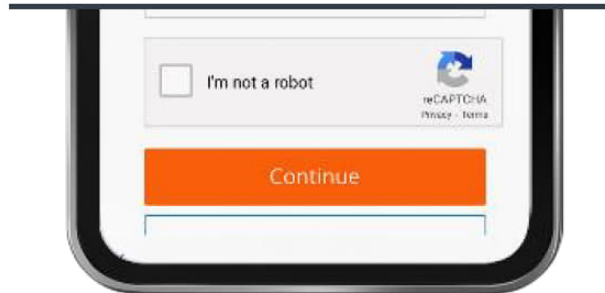 I'm not a robot
reCAPTCHA
Privacy - Terms
Continue